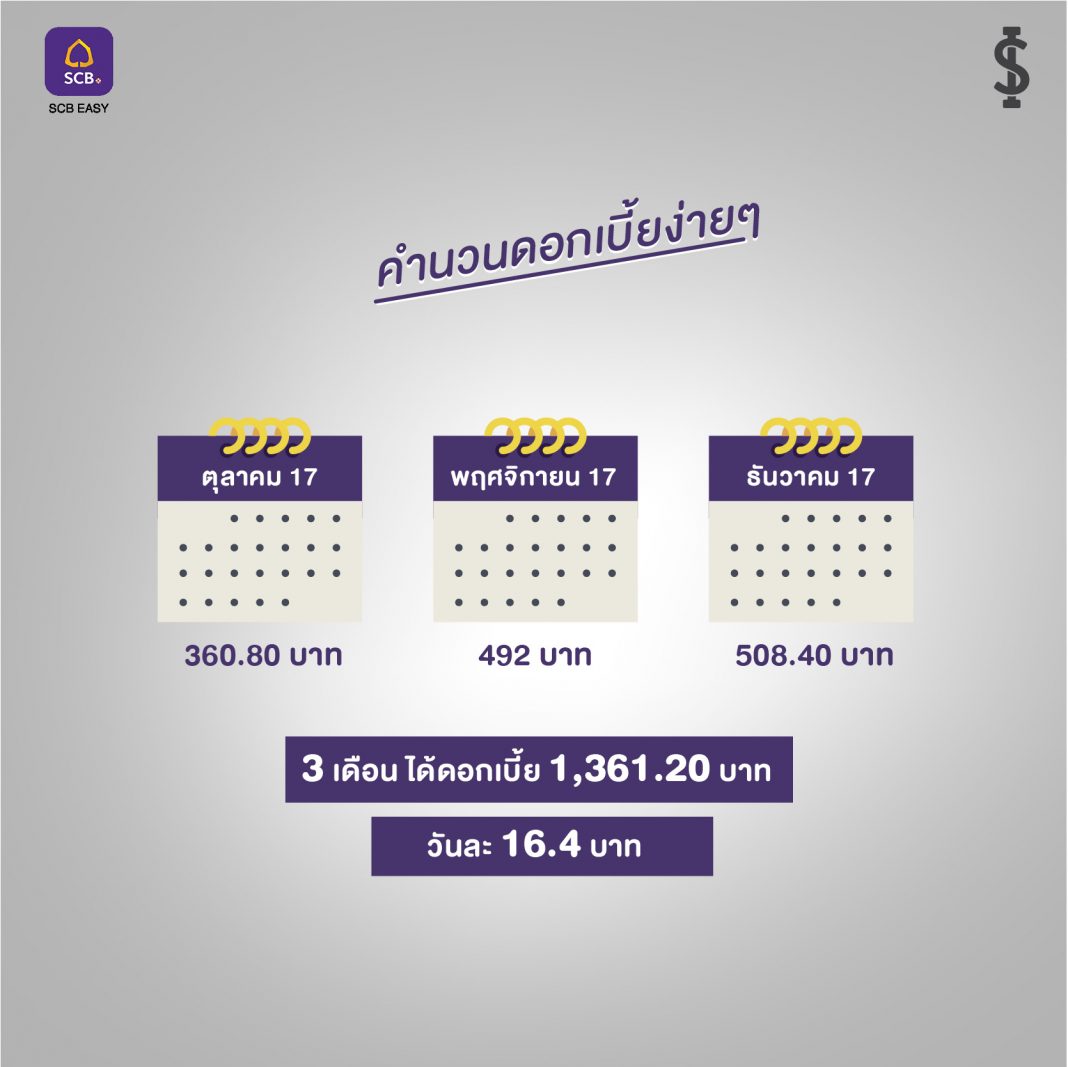 SCB
SCB EASY
คำนวนดอกเบี้ยง่ายๆ
ตุลาคม 17
พฤศจิกายน 17
ธันวาคม 17
360.80 บาท
492 บาท
508.40 บาท
3 เดือน ได้ดอกเบี้ย 1,361.20 บาท
วันละ 16.4 บาท